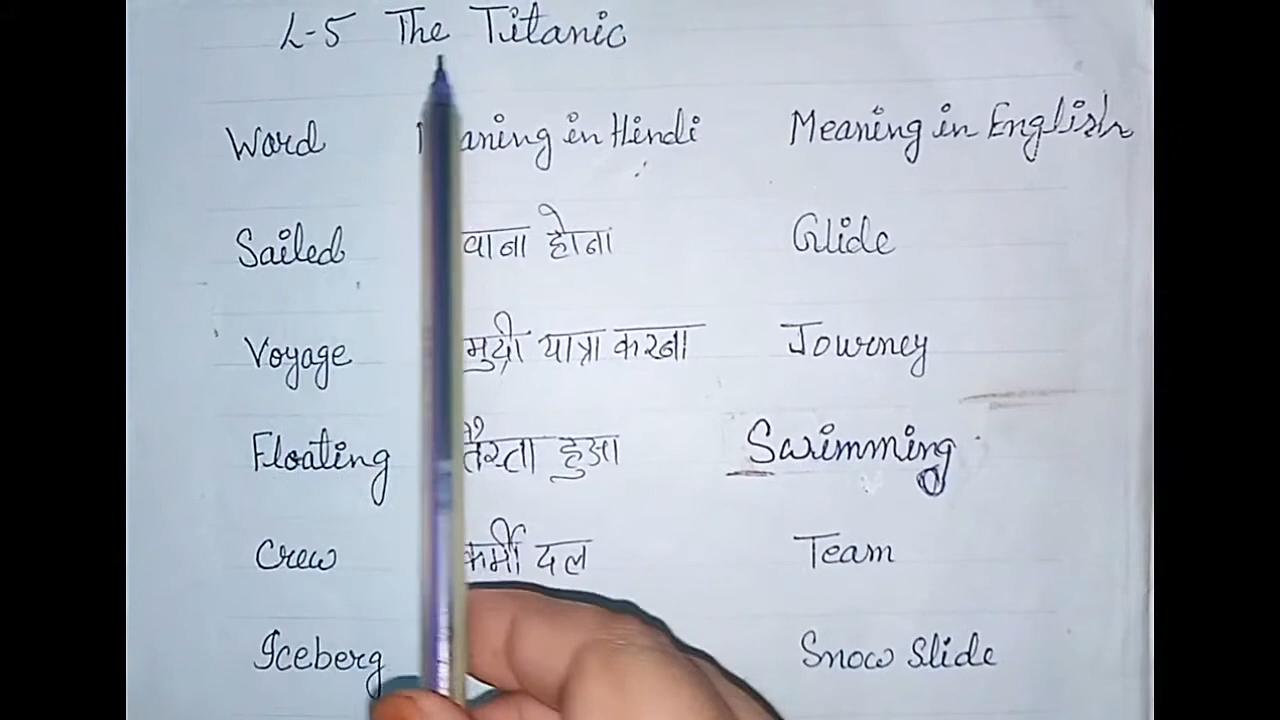 L-5 The Titanic
Word Meaning in Hindi Meaning in English
Sailed होना Glide
Voyage यात्रा करना Journey
Floating तैरता हुआ Swimming
Crew कर्मी दल Team
Iceberg Snow Slide